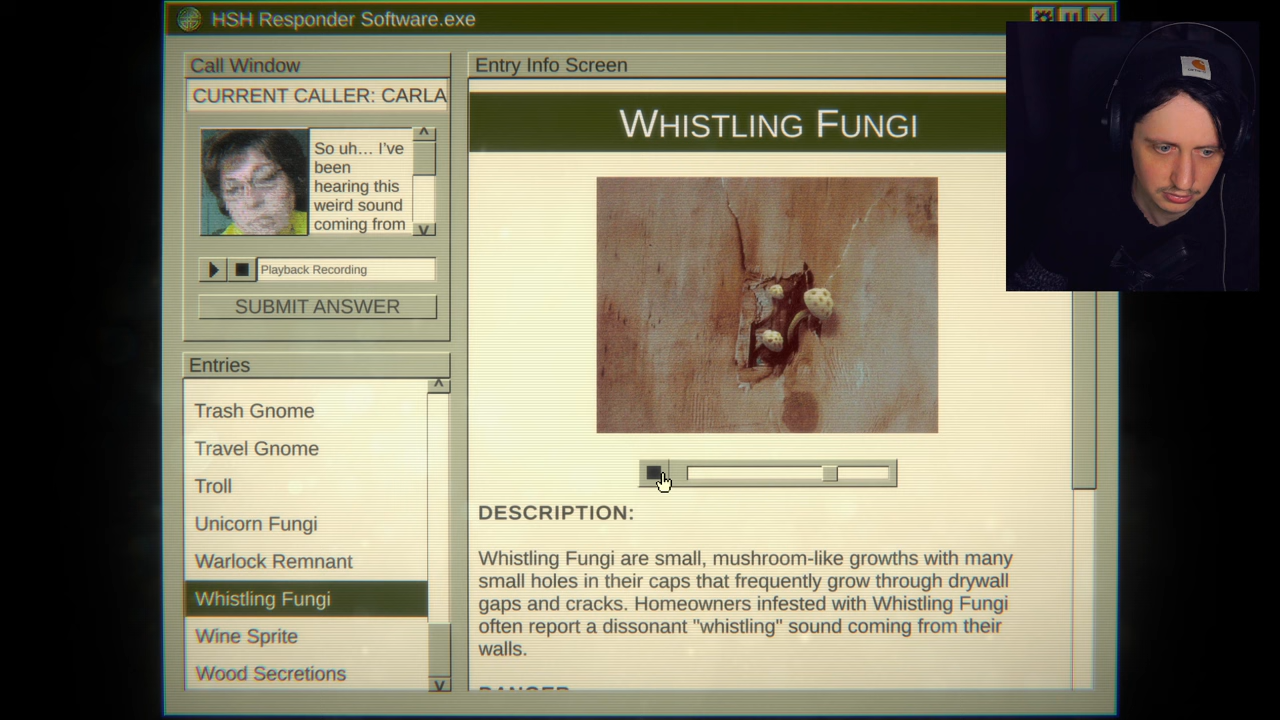 HSH Responder Software.exe
Call Window
CURRENT CALLER: CARLA
So uh... I've
been
hearing this
weird sound
coming from
Playback Recording
SUBMIT ANSWER
Entries
Trash Gnome
Travel Gnome
Troll
Unicorn Fungi
Warlock Remnant
Whistling Fungi
Wine Sprite
Wood Secretions
Entry Info Screen
WHISTLING FUNGI
DESCRIPTION:
Whistling Fungi are small, mushroom-like growths with many
small holes in their caps that frequently grow through drywall
gaps and cracks. Homeowners infested with Whistling Fungi
often report a dissonant "whistling" sound coming from their
walls.